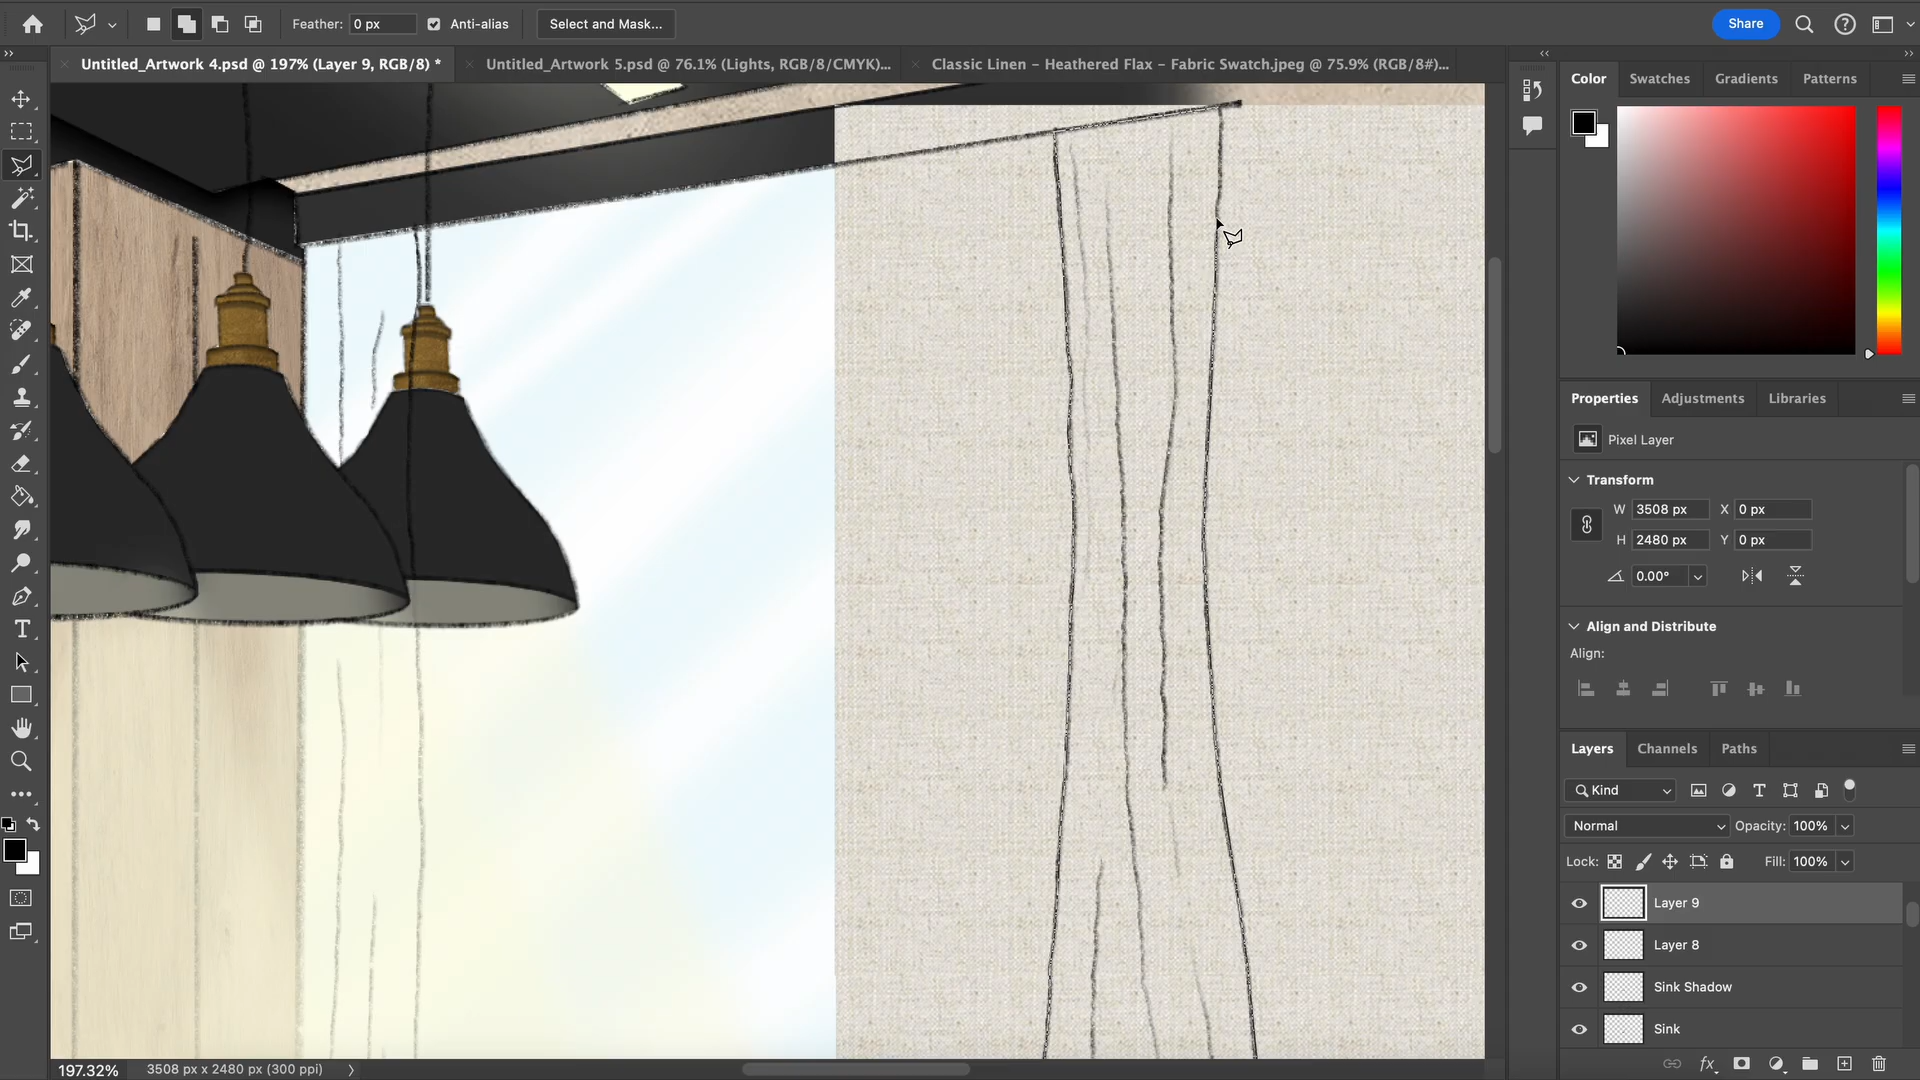 Feather: 0 px Anti-alias Select and Mask... Share
Untitled_Artwork 4.psd @ 197% (Layer 9, RGB/8) * Untitled_Artwork 5.psd @ 76.1% (Lights, RGB/8/CMYK)... Classic Linen – Heathered Flax – Fabric Swatch.jpeg @ 75.9% (RGB/8#)...
Color Swatches Gradients Patterns
Properties Adjustments Libraries
Pixel Layer
Transform
W 3508 px X 0 px
H 2480 px Y 0 px
0.00°
Align and Distribute
Align:
Layers Channels Paths
Kind
Normal Opacity: 100%
Lock: Fill: 100%
Layer 9
Layer 8
Sink Shadow
Sink
197.32% 3508 px x 2480 px (300 ppi)